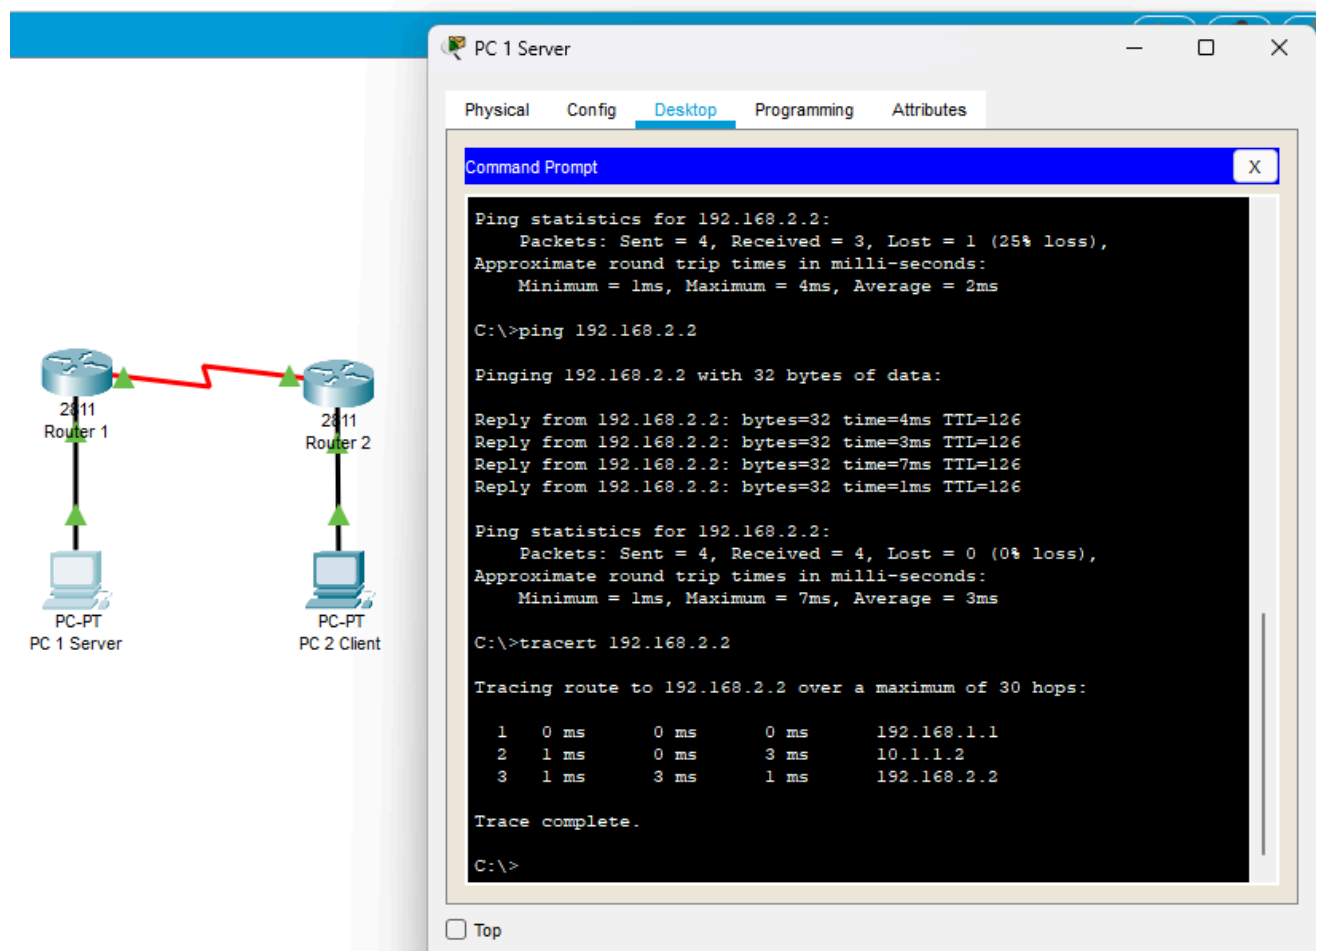 PC 1 Server
Physical Config Desktop Programming Attributes
Command Prompt X
Ping statistics for 192.168.2.2:
Packets: Sent = 4, Received = 3, Lost = 1 (25% loss),
Approximate round trip times in milli-seconds:
Minimum = 1ms, Maximum = 4ms, Average = 2ms
C:\>ping 192.168.2.2
Pinging 192.168.2.2 with 32 bytes of data:
Reply from 192.168.2.2: bytes=32 time=4ms TTL=126
Reply from 192.168.2.2: bytes=32 time=3ms TTL=126
Reply from 192.168.2.2: bytes=32 time=7ms TTL=126
Reply from 192.168.2.2: bytes=32 time=1ms TTL=126
Ping statistics for 192.168.2.2:
Packets: Sent = 4, Received = 4, Lost = 0 (0% loss),
Approximate round trip times in milli-seconds:
Minimum = 1ms, Maximum = 7ms, Average = 3ms
C:\>tracert 192.168.2.2
Tracing route to 192.168.2.2 over a maximum of 30 hops:
1 0 ms 0 ms 0 ms 192.168.1.1
2 1 ms 0 ms 3 ms 10.1.1.2
3 1 ms 3 ms 1 ms 192.168.2.2
Trace complete.
C:\>
Top
2811
Router 1
2811
Router 2
PC-PT
PC 1 Server
PC-PT
PC 2 Client